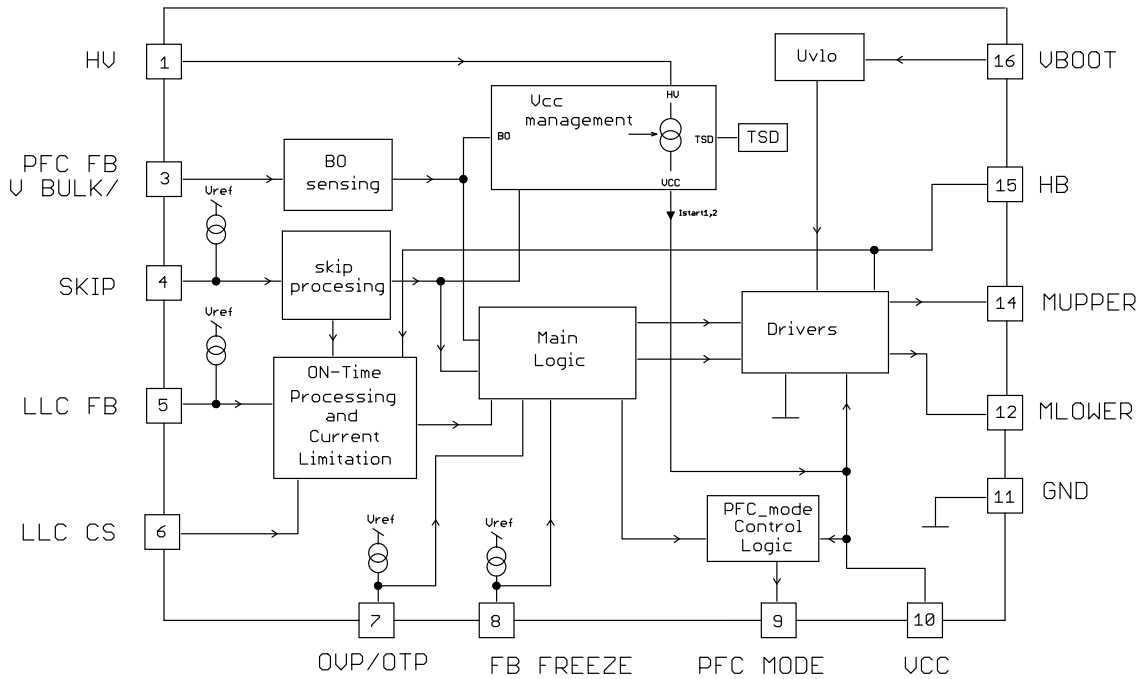 HV
1
Uvlo
16
VBOOT
HV
Vcc
management
BO
TSD
TSD
VCC
Istart1,2
PFC FB
V BULK/
3
BO
sensing
15
HB
Vref
SKIP
4
skip
procesing
14
MUPPER
Vref
Main
Logic
Drivers
LLC FB
5
ON-Time
Processing
and
Current
Limitation
12
MLOWER
11
GND
LLC CS
6
Vref
Vref
PFC_mode
Control
Logic
7
8
9
10
OVP/OTP
FB FREEZE
PFC MODE
VCC